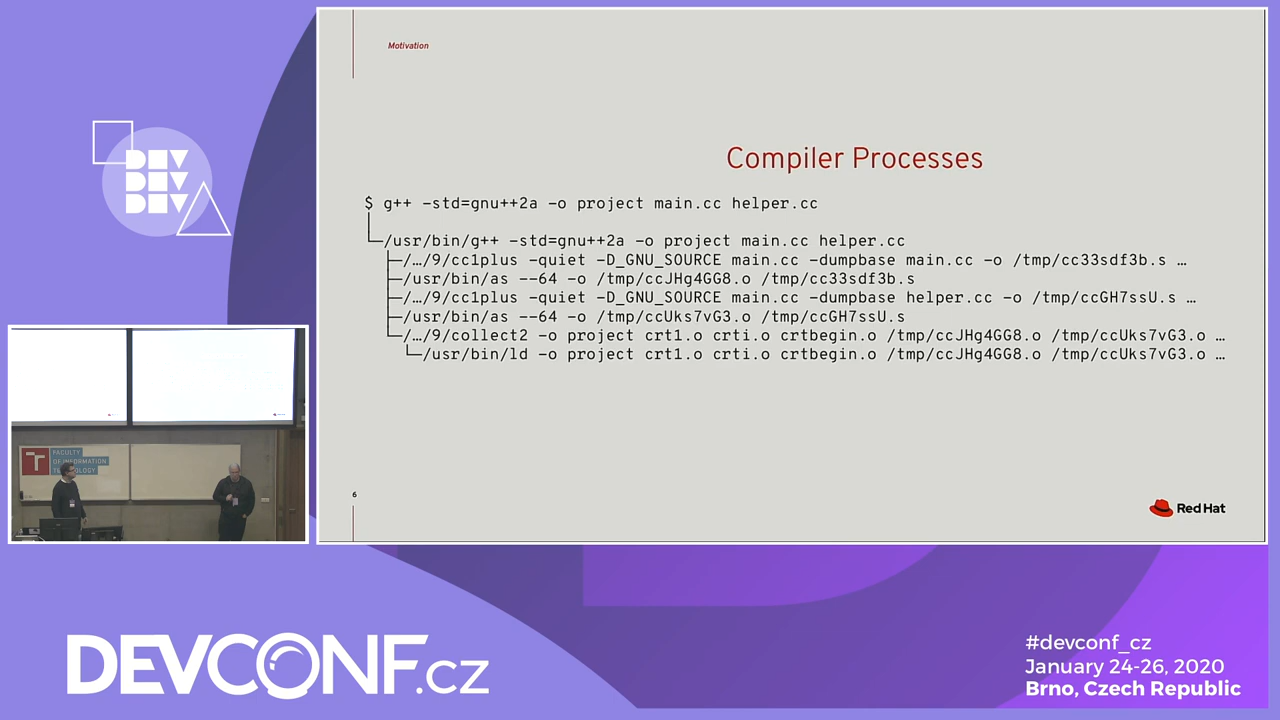 Motivation
Compiler Processes
$ g++ -std=gnu++2a -o project main.cc helper.cc
└─/usr/bin/g++ -std=gnu++2a -o project main.cc helper.cc
├─/…/9/cc1plus -quiet -D_GNU_SOURCE main.cc -dumpbase main.cc -o /tmp/cc33sdf3b.s …
├─/usr/bin/as --64 -o /tmp/ccJHg4GG8.o /tmp/cc33sdf3b.s
├─/…/9/cc1plus -quiet -D_GNU_SOURCE main.cc -dumpbase helper.cc -o /tmp/ccGH7ssU.s …
├─/usr/bin/as --64 -o /tmp/ccUks7vG3.o /tmp/ccGH7ssU.s
└─/…/9/collect2 -o project crt1.o crti.o crtbegin.o /tmp/ccJHg4GG8.o /tmp/ccUks7vG3.o …
└─/usr/bin/ld -o project crt1.o crti.o crtbegin.o /tmp/ccJHg4GG8.o /tmp/ccUks7vG3.o …
6
Red Hat
DEV
DEV
DEV
T
FACULTY
OF INFORMATION
TECHNOLOGY
DEVCONF.cz
#devconf_cz
January 24-26, 2020
Brno, Czech Republic